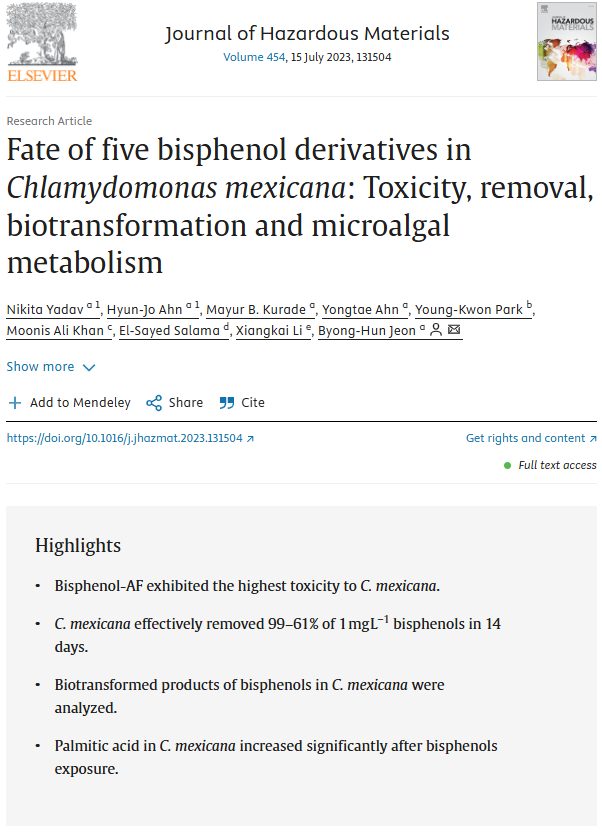 ELSEVIER
Journal of Hazardous Materials
Volume 454, 15 July 2023, 131504
HAZARDOUS
MATERIALS
Research Article
Fate of five bisphenol derivatives in
Chlamydomonas mexicana: Toxicity, removal,
biotransformation and microalgal
metabolism
Nikita Yadav a 1, Hyun-Jo Ahn a 1, Mayur B. Kurade a, Yongtae Ahn a, Young-Kwon Park b,
Moonis Ali Khan c, El-Sayed Salama d, Xiangkai Li e, Byong-Hun Jeon a
Show more
Add to Mendeley Share Cite
https://doi.org/10.1016/j.jhazmat.2023.131504 ↗ Get rights and content ↗
Full text access
Highlights
• Bisphenol-AF exhibited the highest toxicity to C. mexicana.
• C. mexicana effectively removed 99–61% of 1 mg L⁻¹ bisphenols in 14
days.
• Biotransformed products of bisphenols in C. mexicana were
analyzed.
• Palmitic acid in C. mexicana increased significantly after bisphenols
exposure.